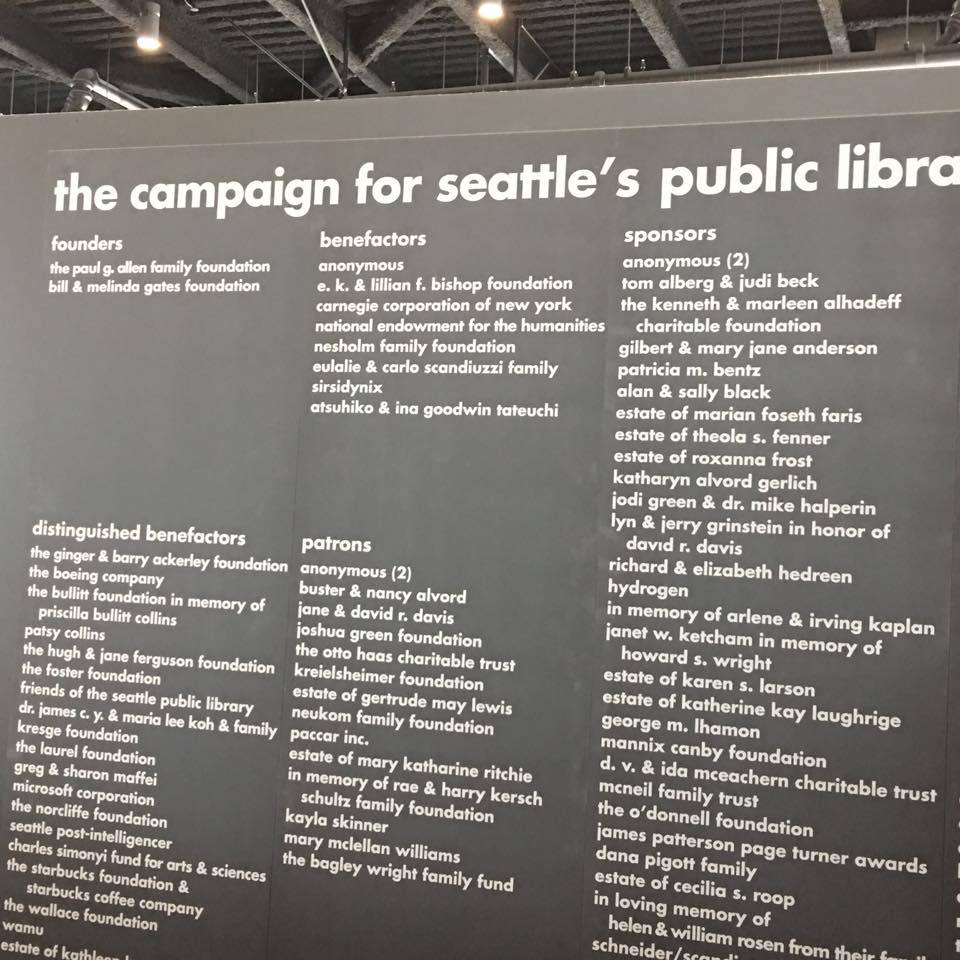 the campaign for seattle's public
founders
the paul g. allen family foundation
bill & melinda gates foundation
benefactors
anonymous
e. k. & lillian f. bishop foundation
carnegie corporation of new york
national endowment for the humanities
nesholm family foundation
eulalie & carlo scandiuzzi family
sirsidynix
atsuhiko & ina goodwin tateuchi
sponsors
anonymous (2)
tom alberg & judi beck
the kenneth & marleen alhadeff
charitable foundation
gilbert & mary jane anderson
patricia m. bentz
alan & sally black
estate of marian foseth faris
estate of theola s. fenner
estate of roxanna frost
katharyn alvord gerlich
jodi green & dr. mike halperin
lyn & jerry grinstein in honor of
david r. davis
richard & elizabeth hedreen
hydrogen
in memory of arlene & irving kaplan
janet w. ketcham in memory of
howard s. wright
estate of karen s. larson
estate of katherine kay laughrige
george m. lhamon
mannix canby foundation
d. v. & ida mceachern charitable trust
mcneil family trust
the o'donnell foundation
james patterson page turner awards
dana pigott family
estate of cecilia s. roop
in loving memory of
helen & william rosen from their
distinguished benefactors
the ginger & barry ackerley foundation
the boeing company
the bullitt foundation in memory of
priscilla bullitt collins
patsy collins
the hugh & jane ferguson foundation
the foster foundation
friends of the seattle public library
dr. james c. y. & maria lee koh & family
kresge foundation
the laurel foundation
greg & sharon maffei
microsoft corporation
the norcliffe foundation
seattle post-intelligencer
charles simonyi fund for arts & sciences
the starbucks foundation &
starbucks coffee company
the wallace foundation
wamu
estate of
patrons
anonymous (2)
buster & nancy alvord
jane & david r. davis
joshua green foundation
the otto haas charitable trust
kreielsheimer foundation
estate of gertrude may lewis
neukom family foundation
paccar inc.
estate of mary katharine ritchie
in memory of rae & harry kersch
schultz family foundation
kayla skinner
mary mclellan williams
the bagley wright family fund